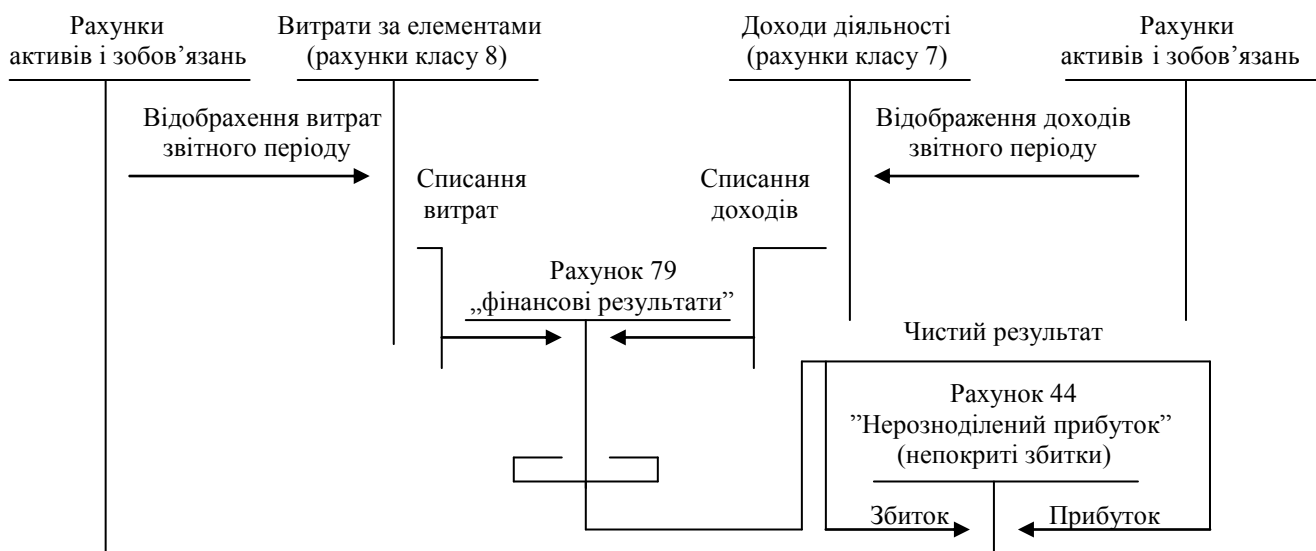 Рахунки
активів і зобов’язань
Витрати за елементами
(рахунки класу 8)
Доходи діяльності
(рахунки класу 7)
Рахунки
активів і зобов’язань
Відобрахення витрат
звітного періоду
Відображення доходів
звітного періоду
Списання
витрат
Списання
доходів
Рахунок 79
„фінансові результати”
Чистий результат
Рахунок 44
”Нерозноділений прибуток”
(непокриті збитки)
Збиток
Прибуток